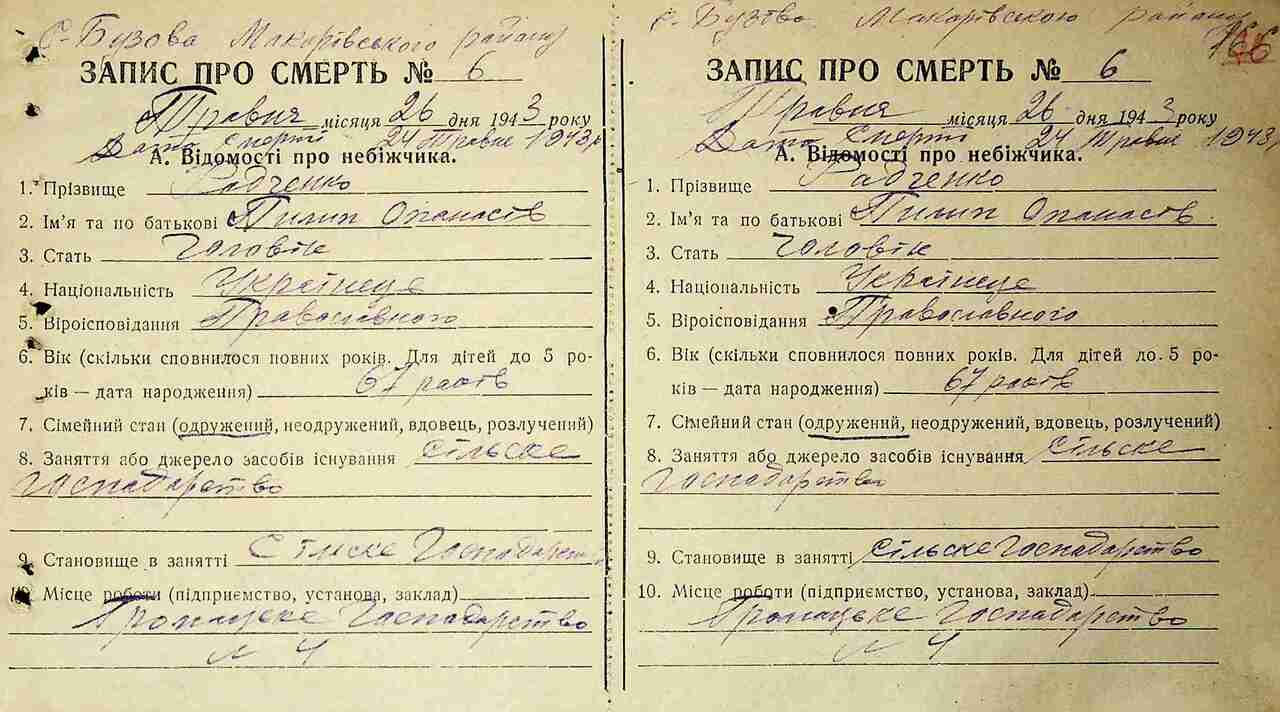 с. Бузова Макарівського району
ЗАПИС ПРО СМЕРТЬ № 6
Травня місяця 26 дня 1943 року
Дата Смерті 24 Травня 1943 р
А. Відомості про небіжчика.
1. Прізвище Радченко
2. Ім’я та по батькові Пилип Опанасів
3. Стать Чоловік
4. Національність Українець
5. Віроісповідання Православного
6. Вік (скільки сповнилося повних років. Для дітей до 5 ро-
ків — дата народження) 67 років
7. Сімейний стан (одружений, неодружений, вдовець, розлучений)
8. Заняття або джерело засобів існування Сільське
Господарство
9. Становище в занятті Сільске Господарство
10. Місце роботи (підприємство, установа, заклад)
Громадське Господарство
№ 4
с. Бузова Макарівського району
ЗАПИС ПРО СМЕРТЬ № 6
Травня місяця 26 дня 1943 року
Дата Смерті 24 Травня 1943 р
А. Відомості про небіжчика.
1. Прізвище Радченко
2. Ім’я та по батькові Пилип Опанасів
3. Стать Чоловік
4. Національність Українець
5. Віроісповідання Православного
6. Вік (скільки сповнилося повних років. Для дітей до 5 ро-
ків — дата народження) 67 років
7. Сімейний стан (одружений, неодружений, вдовець, розлучений)
8. Заняття або джерело засобів існування Сільське
Господарство
9. Становище в занятті Сільське Господарство
10. Місце роботи (підприємство, установа, заклад)
Громадське Господарство
№ 4